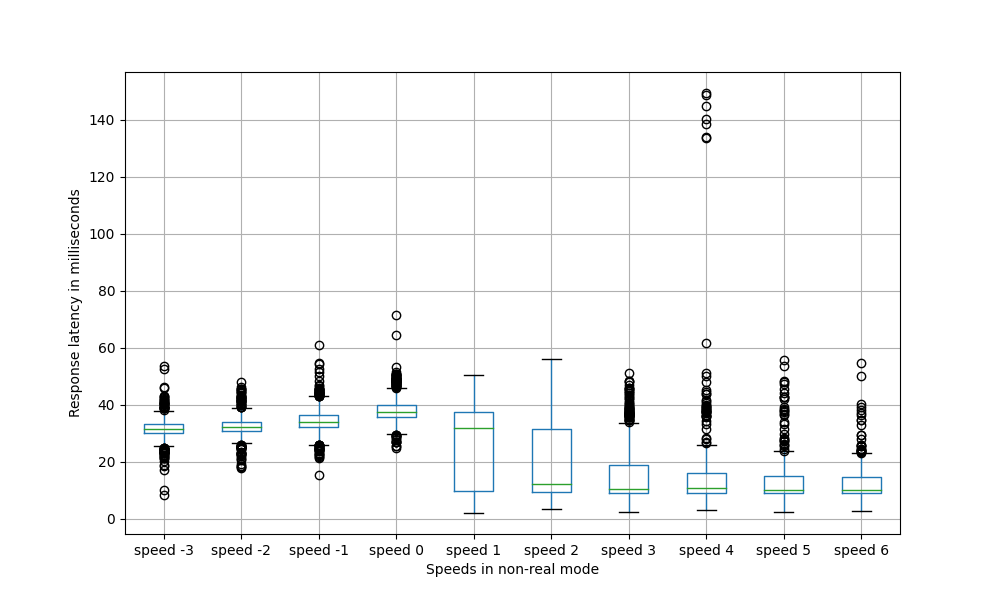 Response latency in milliseconds
140
120
100
80
60
40
20
0
speed -3 speed -2 speed -1 speed 0 speed 1 speed 2 speed 3 speed 4 speed 5 speed 6
Speeds in non-real mode